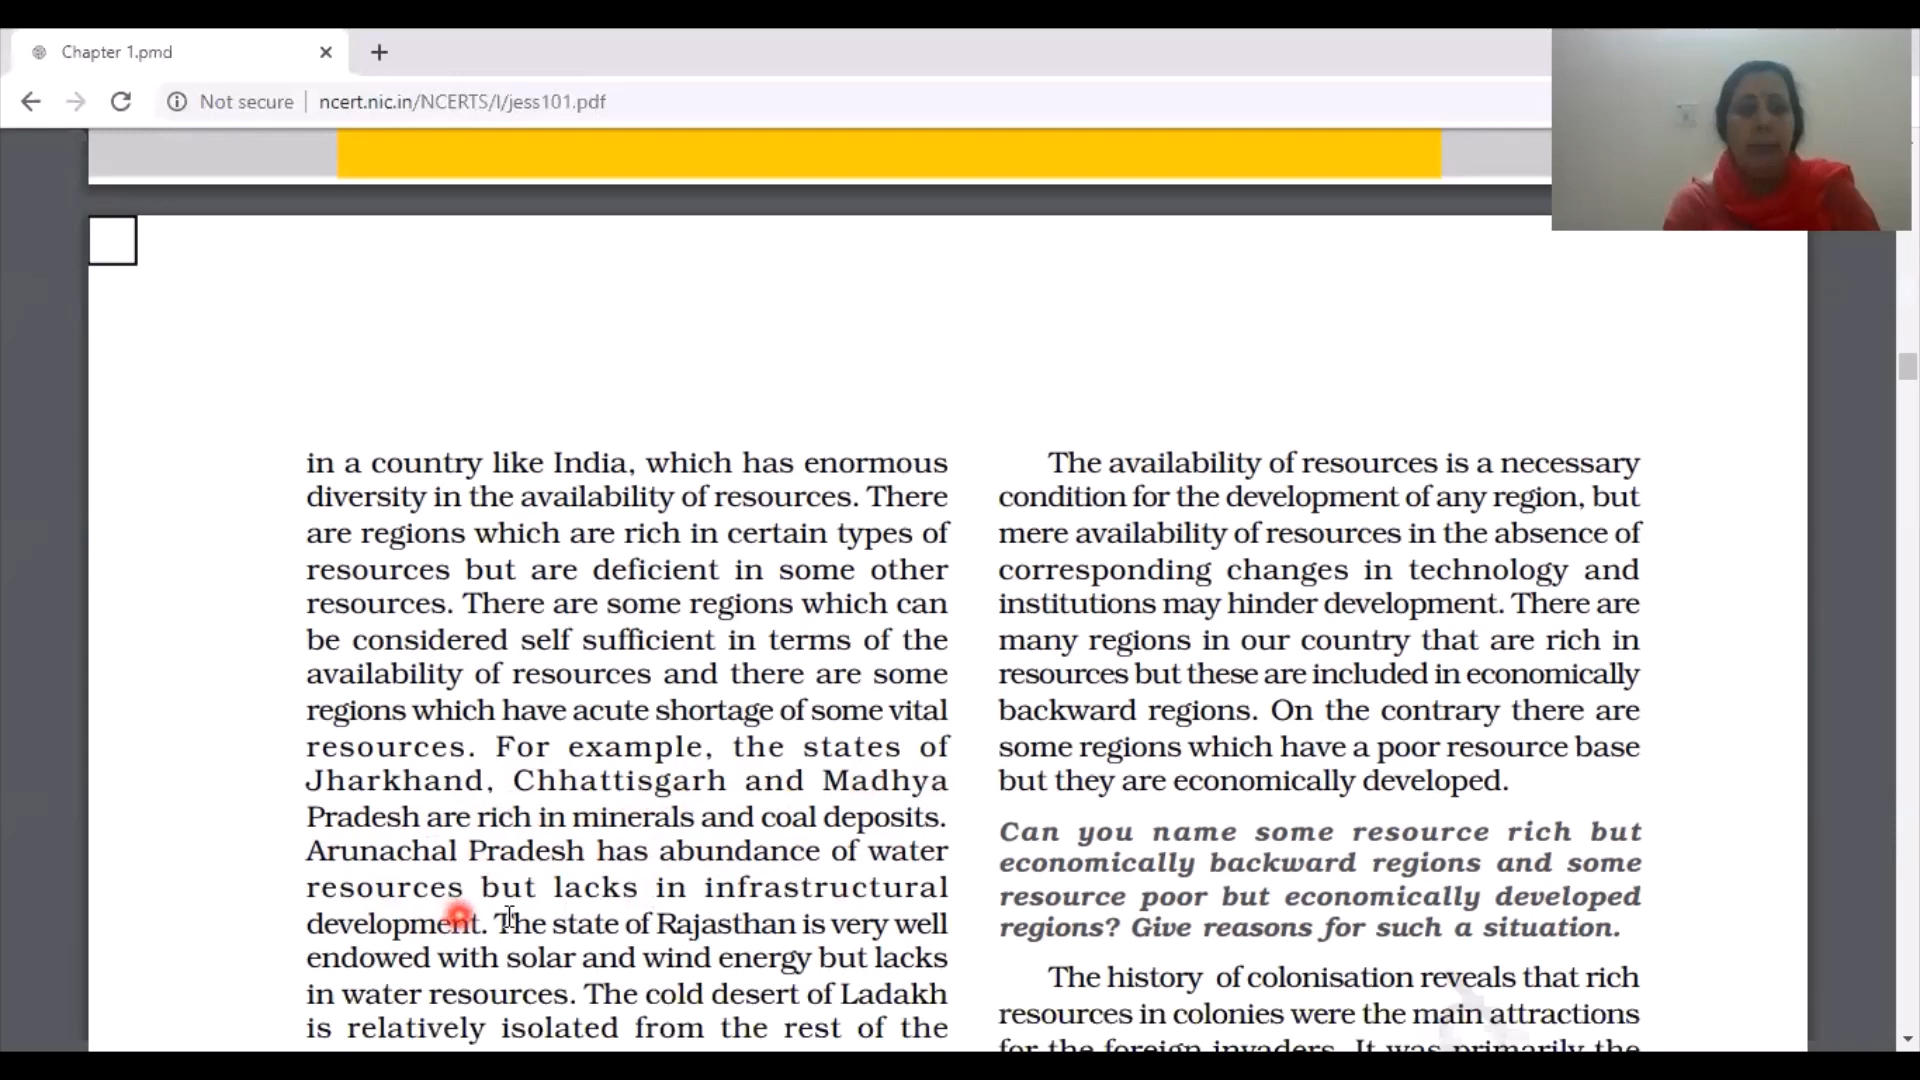 Chapter 1.pmd
Not secure
ncert.nic.in/NCERTS/l/jess101.pdf
in a country like India, which has enormous
diversity in the availability of resources. There
are regions which are rich in certain types of
resources but are deficient in some other
resources. There are some regions which can
be considered self sufficient in terms of the
availability of resources and there are some
regions which have acute shortage of some vital
resources. For example, the states of
Jharkhand, Chhattisgarh and Madhya
Pradesh are rich in minerals and coal deposits.
Arunachal Pradesh has abundance of water
resources but lacks in infrastructural
development. The state of Rajasthan is very well
endowed with solar and wind energy but lacks
in water resources. The cold desert of Ladakh
is relatively isolated from the rest of the
The availability of resources is a necessary
condition for the development of any region, but
mere availability of resources in the absence of
corresponding changes in technology and
institutions may hinder development. There are
many regions in our country that are rich in
resources but these are included in economically
backward regions. On the contrary there are
some regions which have a poor resource base
but they are economically developed.
Can you name some resource rich but
economically backward regions and some
resource poor but economically developed
regions? Give reasons for such a situation.
The history of colonisation reveals that rich
resources in colonies were the main attractions
for the foreign invaders. It was primarily the